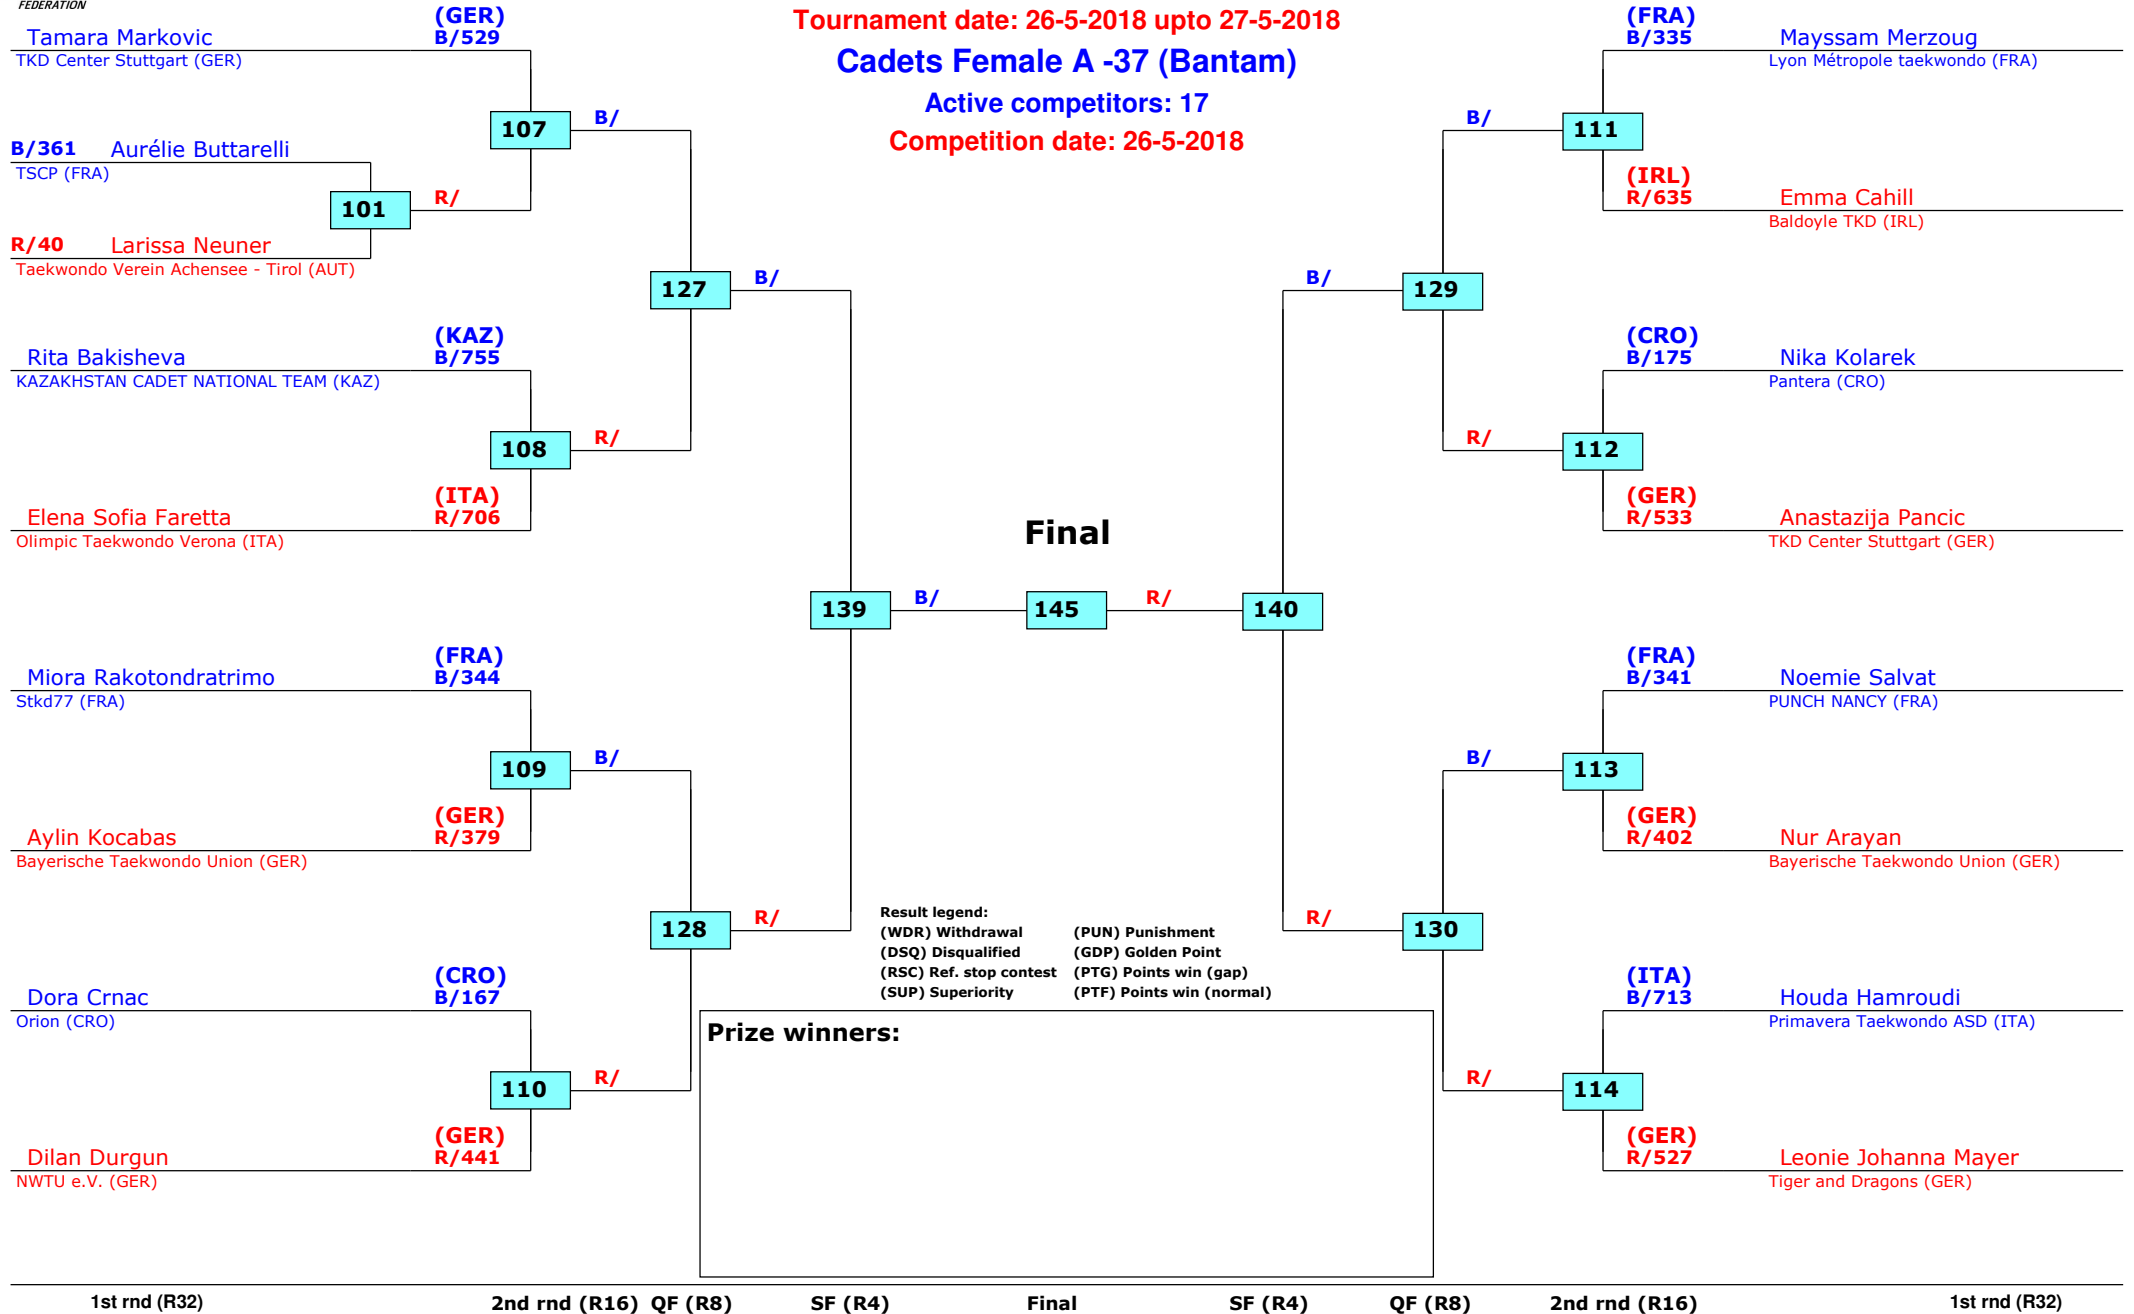 FEDERATION
Tournament date: 26-5-2018 upto 27-5-2018
Cadets Female A -37 (Bantam)
Active competitors: 17
Competition date: 26-5-2018
(GER)
Tamara Markovic B/529
TKD Center Stuttgart (GER)
107 B/
B/361 Aurélie Buttarelli
TSCP (FRA)
101 R/
R/40 Larissa Neuner
Taekwondo Verein Achensee - Tirol (AUT)
127 B/
(KAZ)
Rita Bakisheva B/755
KAZAKHSTAN CADET NATIONAL TEAM (KAZ)
108 R/
(ITA)
Elena Sofia Faretta R/706
Olimpic Taekwondo Verona (ITA)
139 B/
(FRA)
Miora Rakotondratrimo B/344
Stkd77 (FRA)
109 B/
(GER)
Aylin Kocabas R/379
Bayerische Taekwondo Union (GER)
128 R/
(CRO)
Dora Crnac B/167
Orion (CRO)
110 R/
(GER)
Dilan Durgun R/441
NWTU e.V. (GER)
Final
145
(FRA)
B/335 Mayssam Merzoug
Lyon Métropole taekwondo (FRA)
B/ 111
(IRL)
R/635 Emma Cahill
Baldoyle TKD (IRL)
B/ 129
(CRO)
B/175 Nika Kolarek
Pantera (CRO)
R/ 112
(GER)
R/533 Anastazija Pancic
TKD Center Stuttgart (GER)
R/ 140
(FRA)
B/341 Noemie Salvat
PUNCH NANCY (FRA)
B/ 113
(GER)
R/402 Nur Arayan
Bayerische Taekwondo Union (GER)
R/ 130
(ITA)
B/713 Houda Hamroudi
Primavera Taekwondo ASD (ITA)
R/ 114
(GER)
R/527 Leonie Johanna Mayer
Tiger and Dragons (GER)
Result legend:
(WDR) Withdrawal (PUN) Punishment
(DSQ) Disqualified (GDP) Golden Point
(RSC) Ref. stop contest (PTG) Points win (gap)
(SUP) Superiority (PTF) Points win (normal)
Prize winners:
1st rnd (R32) 2nd rnd (R16) QF (R8) SF (R4) Final SF (R4) QF (R8) 2nd rnd (R16) 1st rnd (R32)